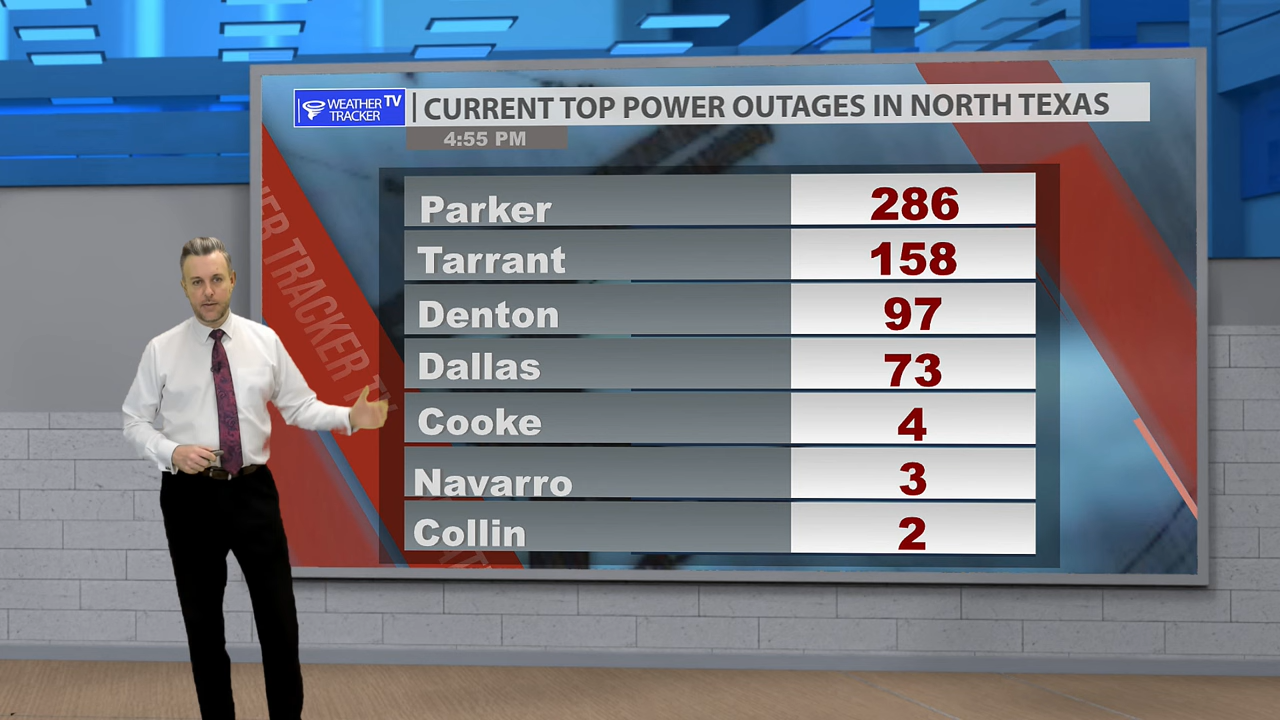 WEATHER TV
TRACKER
CURRENT TOP POWER OUTAGES IN NORTH TEXAS
4:55 PM
Parker 286
Tarrant 158
Denton 97
Dallas 73
Cooke 4
Navarro 3
Collin 2
TRACKER